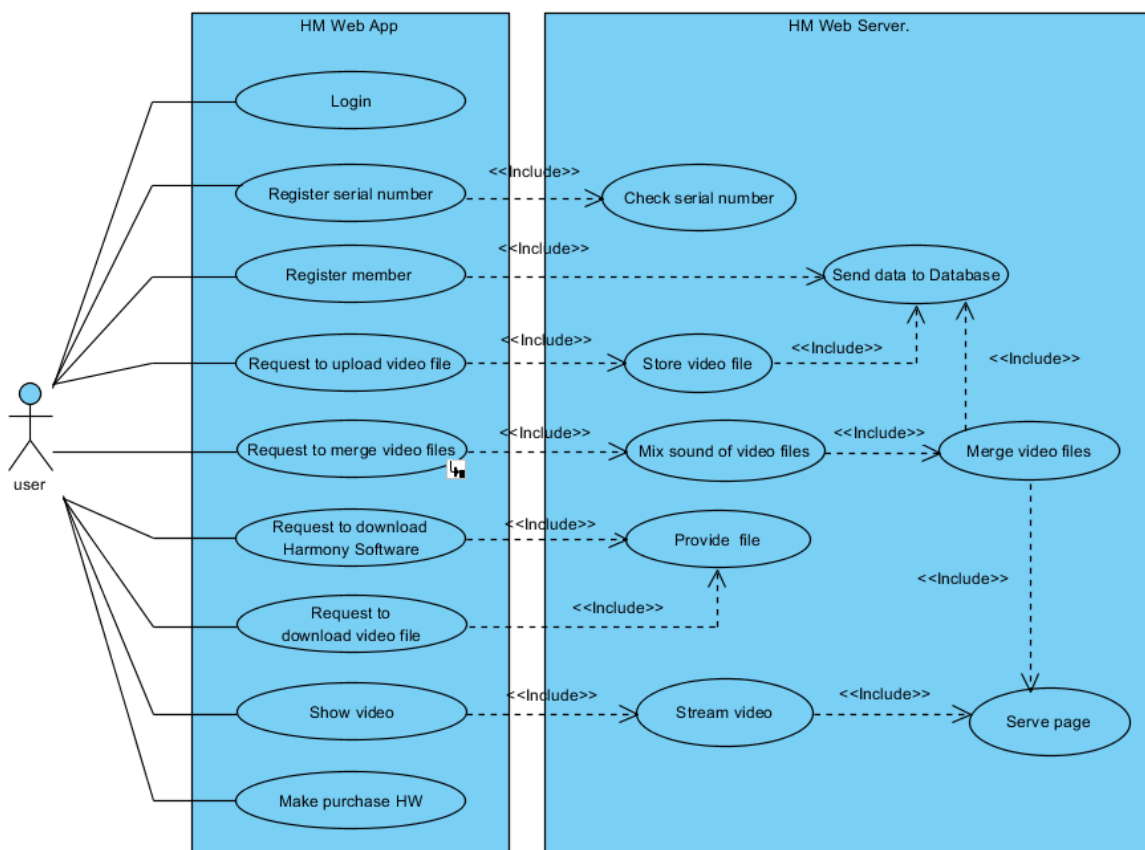 HM Web App
HM Web Server.
Login
Register serial number
<<Include>>
Check serial number
Register member
<<Include>>
Send data to Database
Request to upload video file
<<Include>>
Store video file
<<Include>>
<<Include>>
user
Request to merge video files
<<Include>>
Mix sound of video files
<<Include>>
Merge video files
Request to download
Harmony Software
<<Include>>
Provide file
Request to
download video file
<<Include>>
<<Include>>
Show video
<<Include>>
Stream video
<<Include>>
Serve page
Make purchase HW